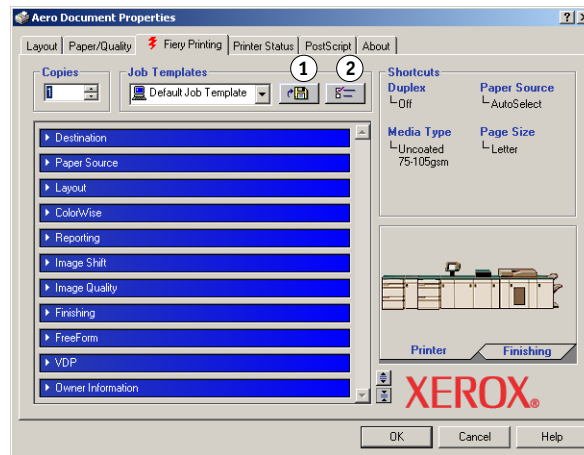 Aero Document Properties
Layout
Paper/Quality
Fiery Printing
Printer Status
PostScript
About
1
2
Copies
1
Job Templates
Default Job Template
Shortcuts
Duplex
Off
Paper Source
AutoSelect
Media Type
Uncoated
75-105gsm
Page Size
Letter
Destination
Paper Source
Layout
ColorWise
Reporting
Image Shift
Image Quality
Finishing
FreeForm
VDP
Owner Information
Printer
Finishing
XEROX®
OK
Cancel
Help